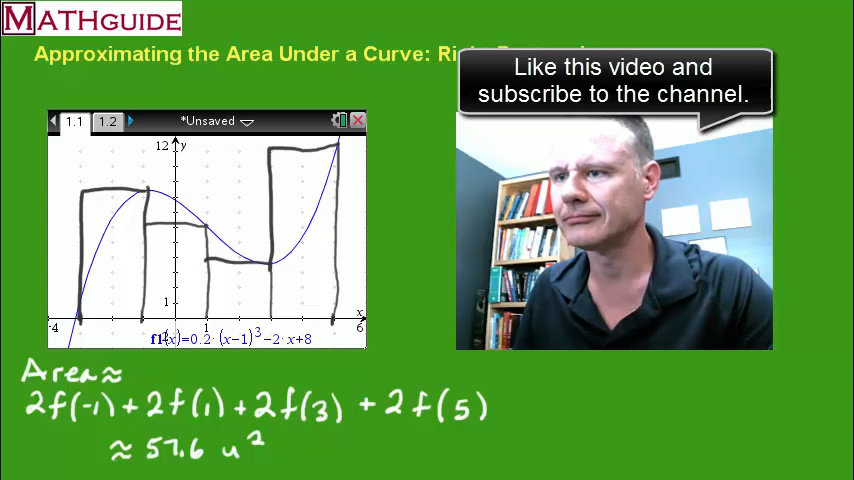 MATHGUIDE
Approximating the Area Under a Curve: Right
Like this video and
subscribe to the channel.
1.1 1.2 *Unsaved
12 y
1
x
-4 1 6
f1(x)=0.2·(x−1)³−2·x+8
Area≈
2f(-1)+2f(1)+2f(3)+2f(5)
≈ 57.6 u²